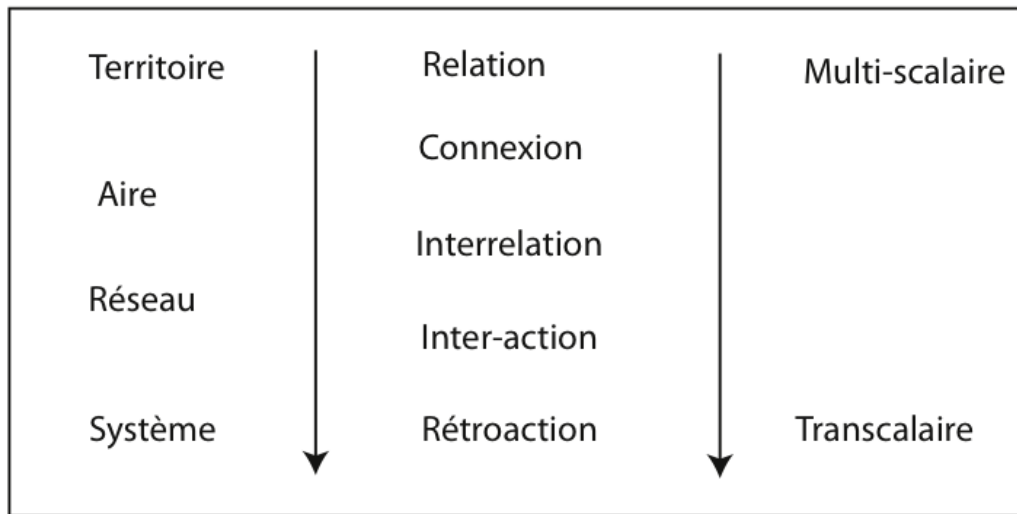 Territoire
Aire
Réseau
Système
Relation
Connexion
Interrelation
Inter-action
Rétroaction
Multi-scalaire
Transcalaire